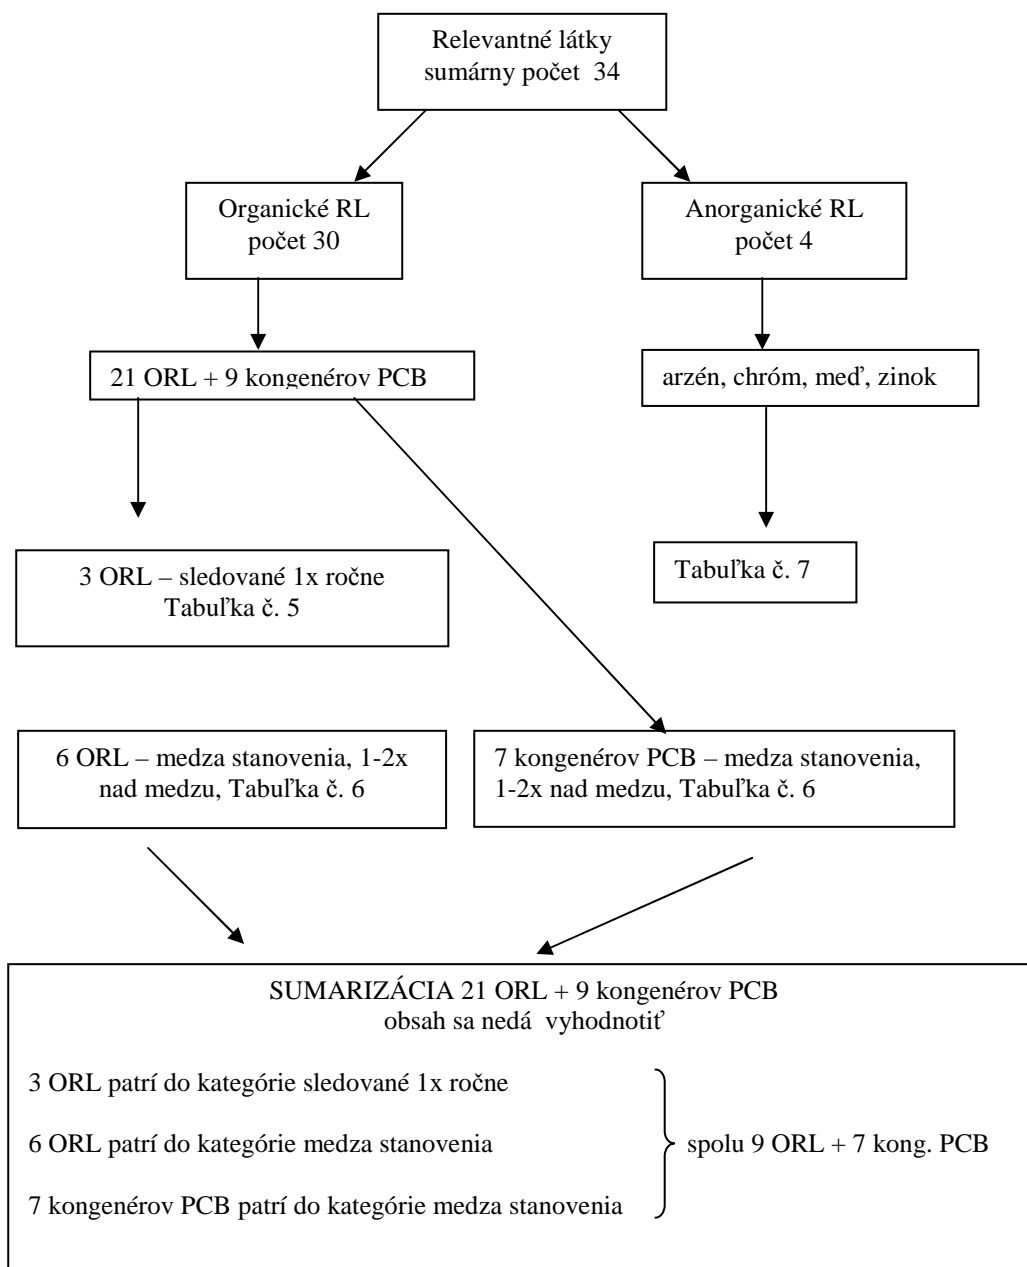 Relevantné látky
sumárny počet  34
Organické RL
počet 30
Anorganické RL
počet 4
21 ORL + 9 kongenérov PCB
arzén, chróm, meď, zinok
3 ORL – sledované 1x ročne
Tabuľka č. 5
Tabuľka č. 7
6 ORL – medza stanovenia, 1-2x
nad medzu, Tabuľka č. 6
7 kongenérov PCB – medza stanovenia,
1-2x nad medzu, Tabuľka č. 6
SUMARIZÁCIA 21 ORL + 9 kongenérov PCB
obsah sa nedá  vyhodnotiť
3 ORL patrí do kategórie sledované 1x ročne
6 ORL patrí do kategórie medza stanovenia
spolu 9 ORL + 7 kong. PCB
7 kongenérov PCB patrí do kategórie medza stanovenia